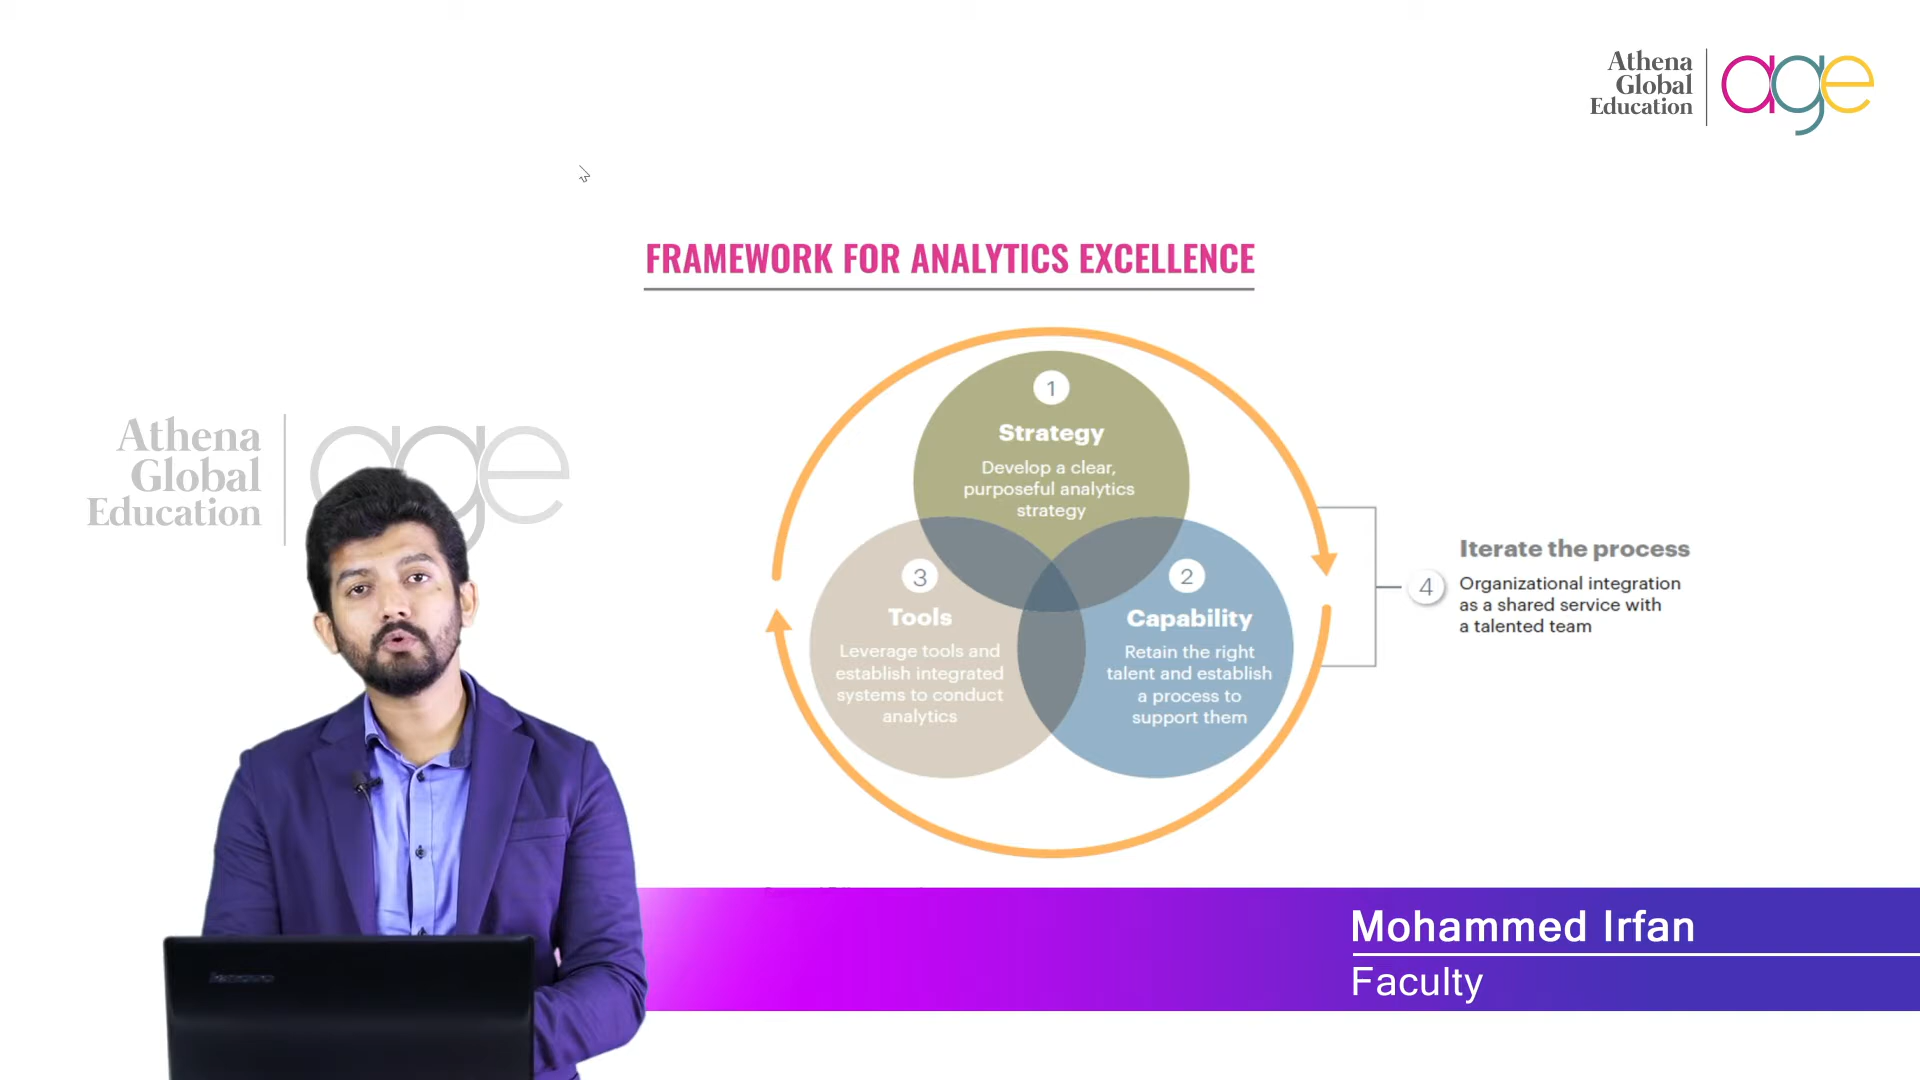 Athena
Global
Education
age
FRAMEWORK FOR ANALYTICS EXCELLENCE
1
Strategy
Develop a clear,
purposeful analytics
strategy
3
Tools
Leverage tools and
establish integrated
systems to conduct
analytics
2
Capability
Retain the right
talent and establish
a process to
support them
4
Iterate the process
Organizational integration
as a shared service with
a talented team
Athena
Global
Education
age
lenovo
Mohammed Irfan
Faculty